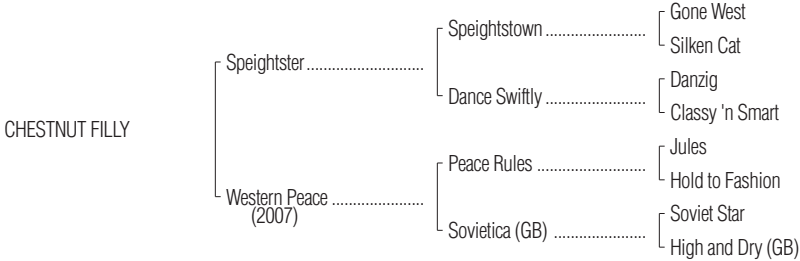 Gone West
Speightstown ........................
Silken Cat
Speightster ............................
Danzig
Dance Swiftly ........................
Classy 'n Smart
CHESTNUT FILLY
Jules
Peace Rules ..........................
Hold to Fashion
Western Peace ......................
(2007)
Soviet Star
Sovietica (GB) ......................
High and Dry (GB)